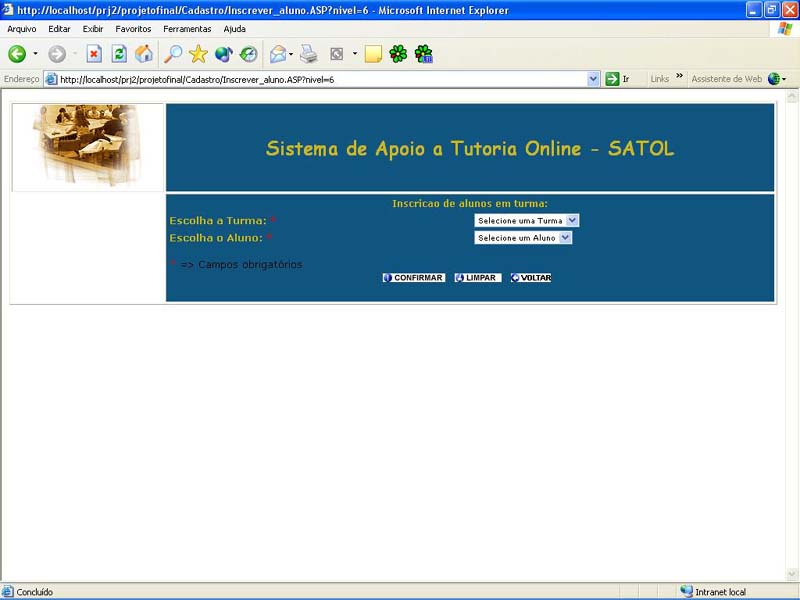 http://localhost/prj2/projetofinal/Cadastro/Inscrever_aluno.ASP?nivel=6 - Microsoft Internet Explorer
Arquivo Editar Exibir Favoritos Ferramentas Ajuda
Endereço http://localhost/prj2/projetofinal/Cadastro/Inscrever_aluno.ASP?nivel=6 Ir Links » Assistente de Web
Sistema de Apoio a Tutoria Online - SATOL
Inscricao de alunos em turma:
Escolha a Turma: * Selecione uma Turma
Escolha o Aluno: * Selecione um Aluno
* => Campos obrigatórios
CONFIRMAR LIMPAR VOLTAR
Concluído Intranet local